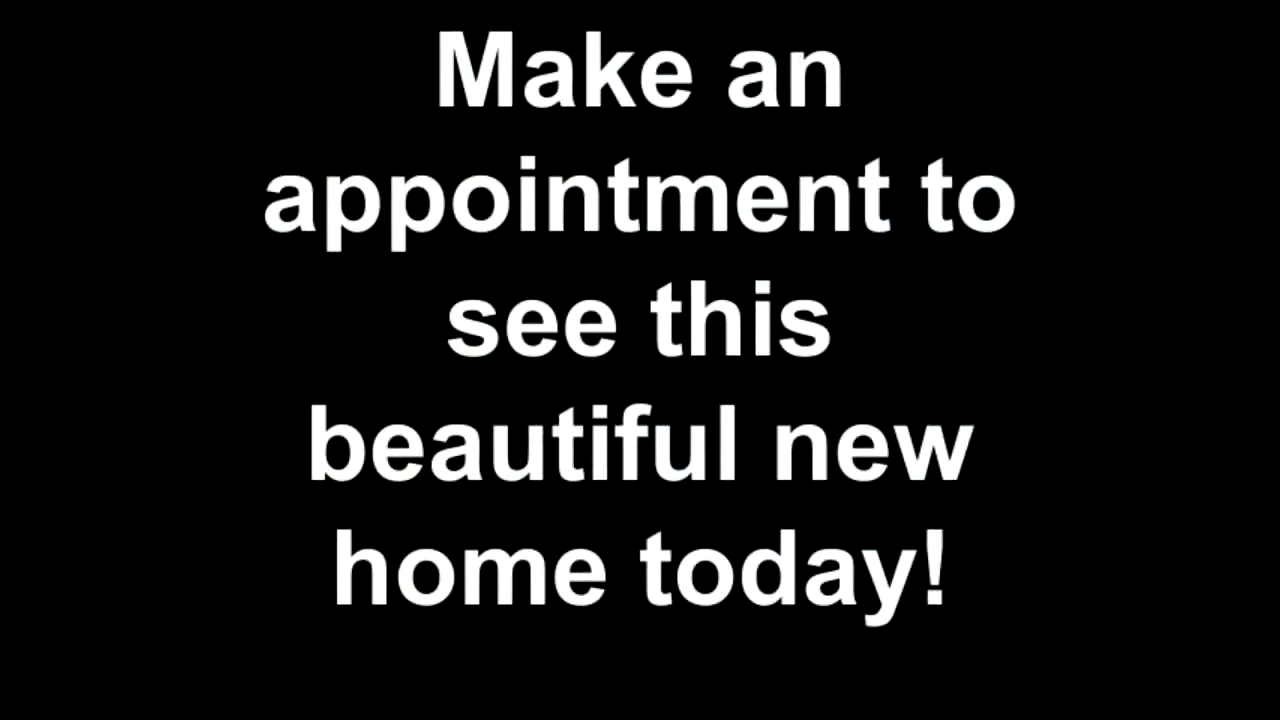 Make an
appointment to
see this
beautiful new
home today!